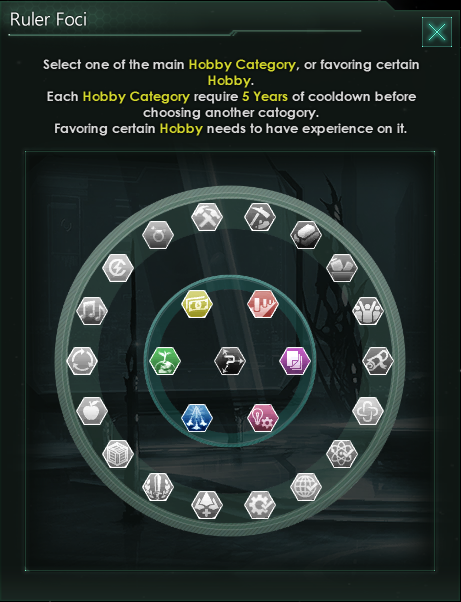 Ruler Foci
Select one of the main Hobby Category, or favoring certain
Hobby.
Each Hobby Category require 5 Years of cooldown before
choosing another catogory.
Favoring certain Hobby needs to have experience on it.